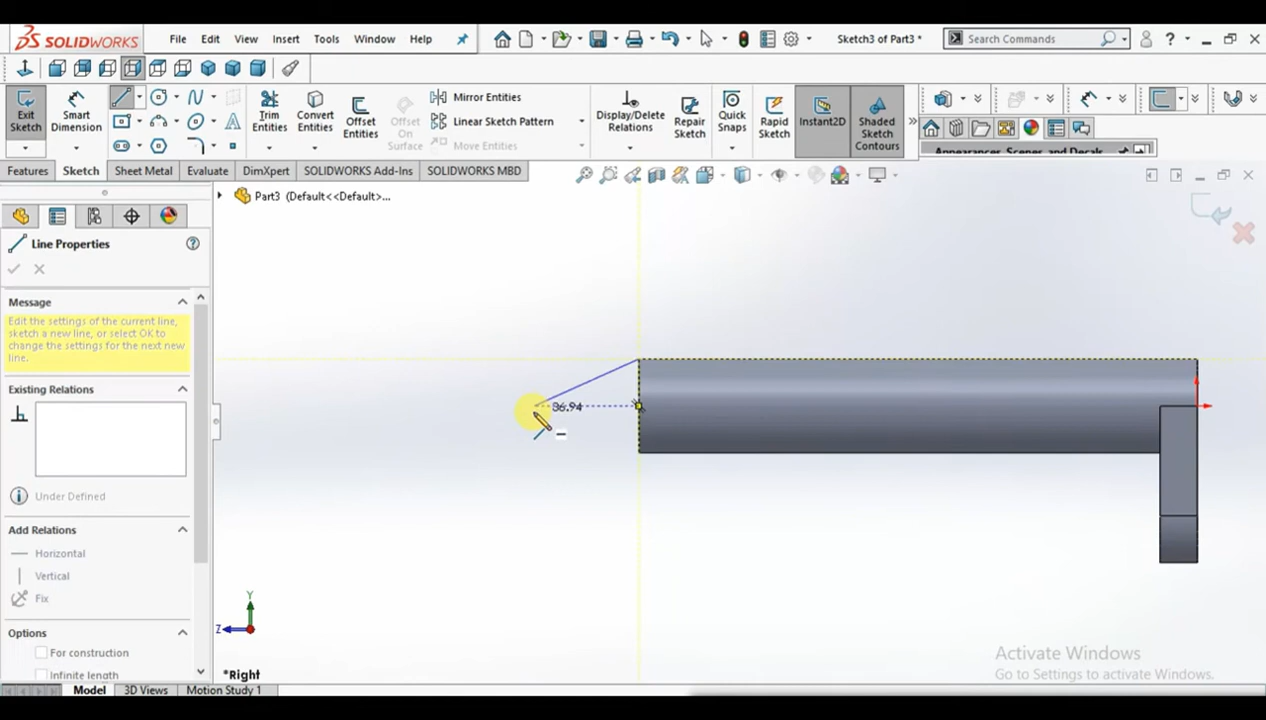 SOLIDWORKS File Edit View Insert Tools Window Help Sketch3 of Part3 * Search Commands ?
Exit Sketch Smart Dimension Trim Entities Convert Entities Offset Entities Offset On Surface Mirror Entities Display/Delete Relations Repair Sketch Quick Snaps Rapid Sketch Instant2D Shaded Sketch Contours
Linear Sketch Pattern
Move Entities
Appearances, Scenes, and Decals
Features Sketch Sheet Metal Evaluate DimXpert SOLIDWORKS Add-Ins SOLIDWORKS MBD
Part3 (Default<<Default>...
Line Properties
Message
Edit the settings of the current line,
sketch a new line, or select OK to
change the settings for the next new
line.
Existing Relations
36.94
Under Defined
Add Relations
Horizontal
Vertical
Fix
Options
For construction
Infinite length
Y
Z
*Right
Activate Windows
Go to Settings to activate Windows.
Model 3D Views Motion Study 1